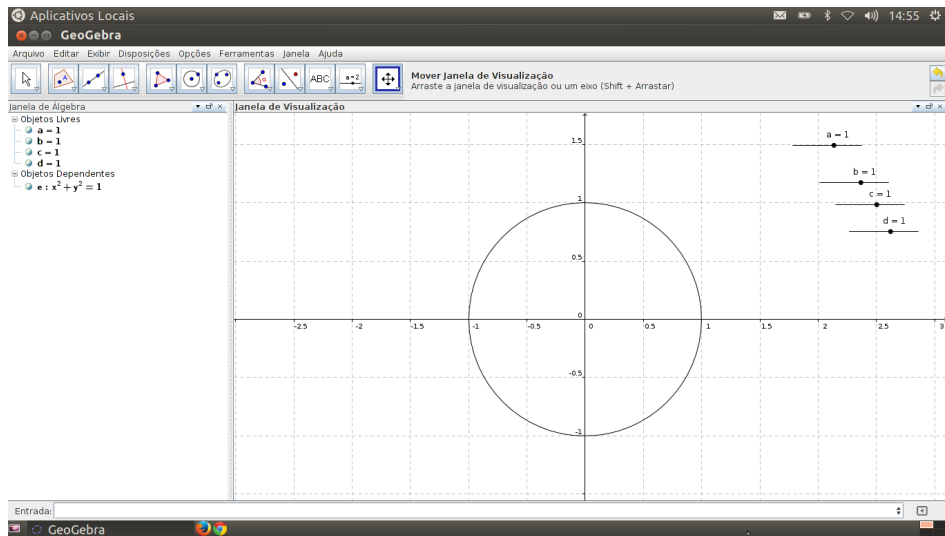 Aplicativos Locais 14:55
GeoGebra
Arquivo Editar Exibir Disposições Opções Ferramentas Janela Ajuda
ABC a=2
Mover Janela de Visualização
Arraste a janela de visualização ou um eixo (Shift + Arrastar)
Janela de Álgebra
Objetos Livres
a = 1
b = 1
c = 1
d = 1
Objetos Dependentes
e : x² + y² = 1
Janela de Visualização
1.5
1
0.5
0
-0.5
-1
-2.5 -2 -1.5 -1 -0.5 0 0.5 1 1.5 2 2.5 3
a = 1
b = 1
c = 1
d = 1
Entrada:
GeoGebra